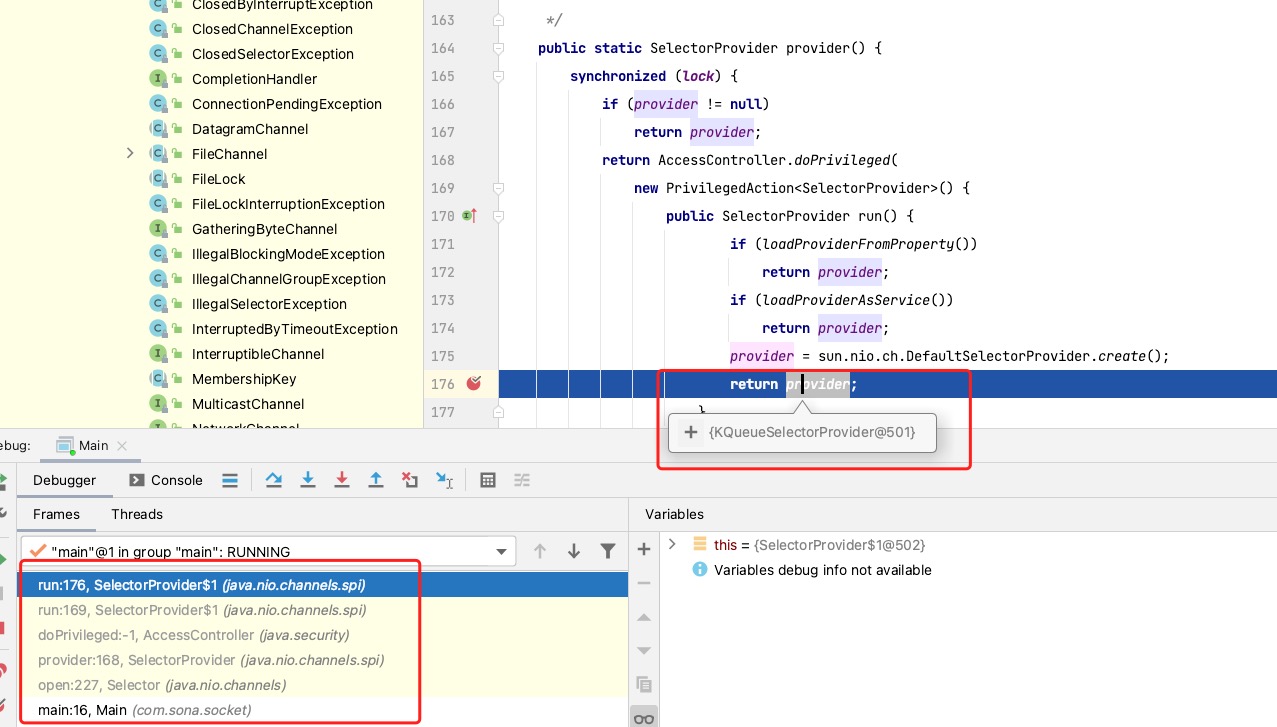 ClosedByInterruptException
ClosedChannelException
ClosedSelectorException
CompletionHandler
ConnectionPendingException
DatagramChannel
FileChannel
FileLock
FileLockInterruptionException
GatheringByteChannel
IllegalBlockingModeException
IllegalChannelGroupException
IllegalSelectorException
InterruptedByTimeoutException
InterruptibleChannel
MembershipKey
MulticastChannel
NetworkChannel
163 */
164 public static SelectorProvider provider() {
165 synchronized (lock) {
166 if (provider != null)
167 return provider;
168 return AccessController.doPrivileged(
169 new PrivilegedAction<SelectorProvider>() {
170 public SelectorProvider run() {
171 if (loadProviderFromProperty())
172 return provider;
173 if (loadProviderAsService())
174 return provider;
175 provider = sun.nio.ch.DefaultSelectorProvider.create();
176 return provider;
177 }
{KQueueSelectorProvider@501}
ebug: Main
Debugger Console
Frames Threads
Variables
"main"@1 in group "main": RUNNING
run:176, SelectorProvider$1 (java.nio.channels.spi)
run:169, SelectorProvider$1 (java.nio.channels.spi)
doPrivileged:-1, AccessController (java.security)
provider:168, SelectorProvider (java.nio.channels.spi)
open:227, Selector (java.nio.channels)
main:16, Main (com.sona.socket)
this = {SelectorProvider$1@502}
Variables debug info not available